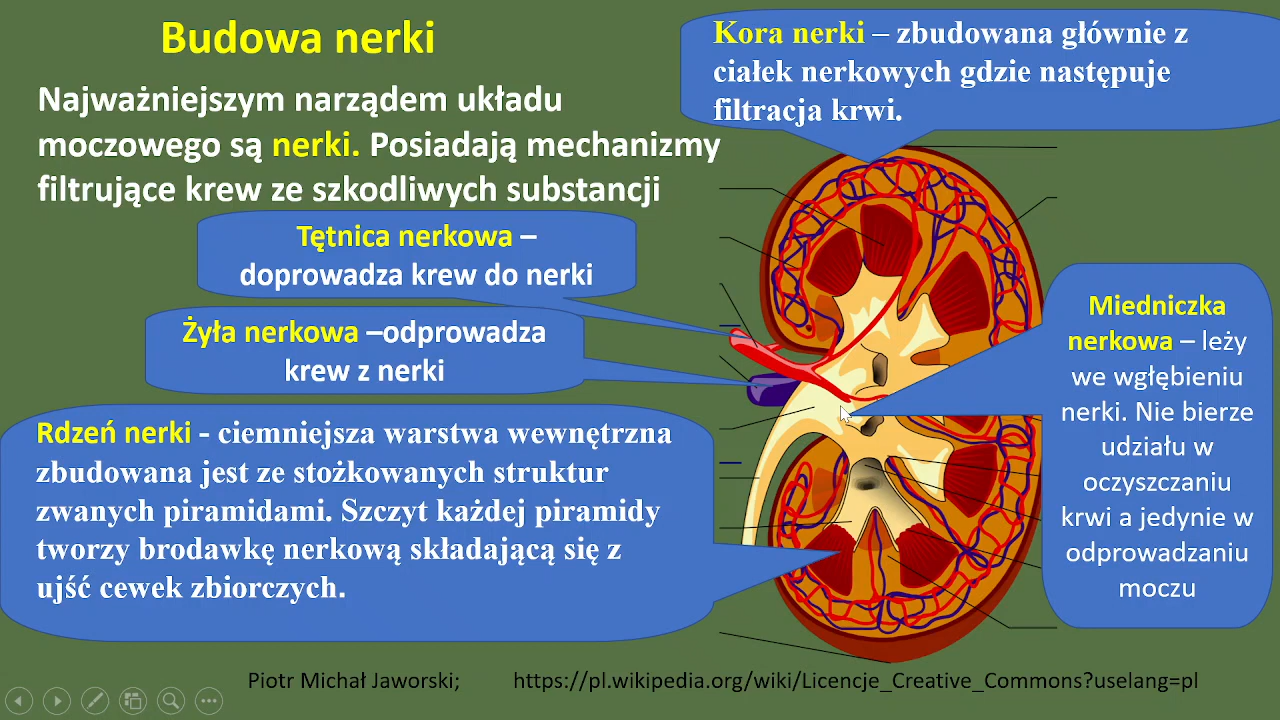 Budowa nerki
Najważniejszym narządem układu
moczowego są nerki. Posiadają mechanizmy
filtrujące krew ze szkodliwych substancji
Kora nerki – zbudowana głównie z
ciałek nerkowych gdzie następuje
filtracja krwi.
Tętnica nerkowa –
doprowadza krew do nerki
Żyła nerkowa –odprowadza
krew z nerki
Rdzeń nerki - ciemniejsza warstwa wewnętrzna
zbudowana jest ze stożkowanych struktur
zwanych piramidami. Szczyt każdej piramidy
tworzy brodawkę nerkową składającą się z
ujść cewek zbiorczych.
Miedniczka
nerkowa – leży
we wgłębieniu
nerki. Nie bierze
udziału w
oczyszczaniu
krwi a jedynie w
odprowadzaniu
moczu
Piotr Michał Jaworski; https://pl.wikipedia.org/wiki/Licencje_Creative_Commons?uselang=pl